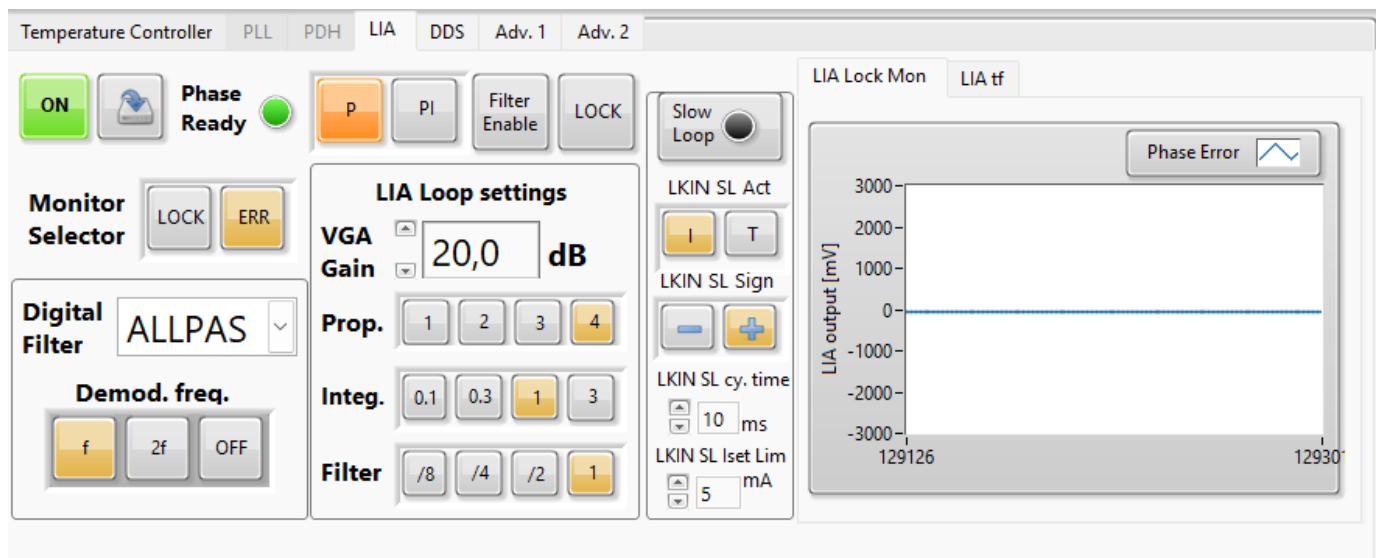 Temperature Controller PLL PDH LIA DDS Adv. 1 Adv. 2
ON
Phase
Ready
P
PI
Filter
Enable
LOCK
Monitor
Selector
LOCK
ERR
Digital
Filter
ALLPAS
Demod. freq.
f
2f
OFF
LIA Loop settings
VGA
Gain
20,0
dB
Prop.
1
2
3
4
Integ.
0.1
0.3
1
3
Filter
/8
/4
/2
1
Slow
Loop
LKIN SL Act
I
T
LKIN SL Sign
LKIN SL cy. time
10 ms
LKIN SL Iset Lim
5 mA
LIA Lock Mon
LIA tf
Phase Error
LIA output [mV]
3000
2000
1000
0
-1000
-2000
-3000
129126
129301